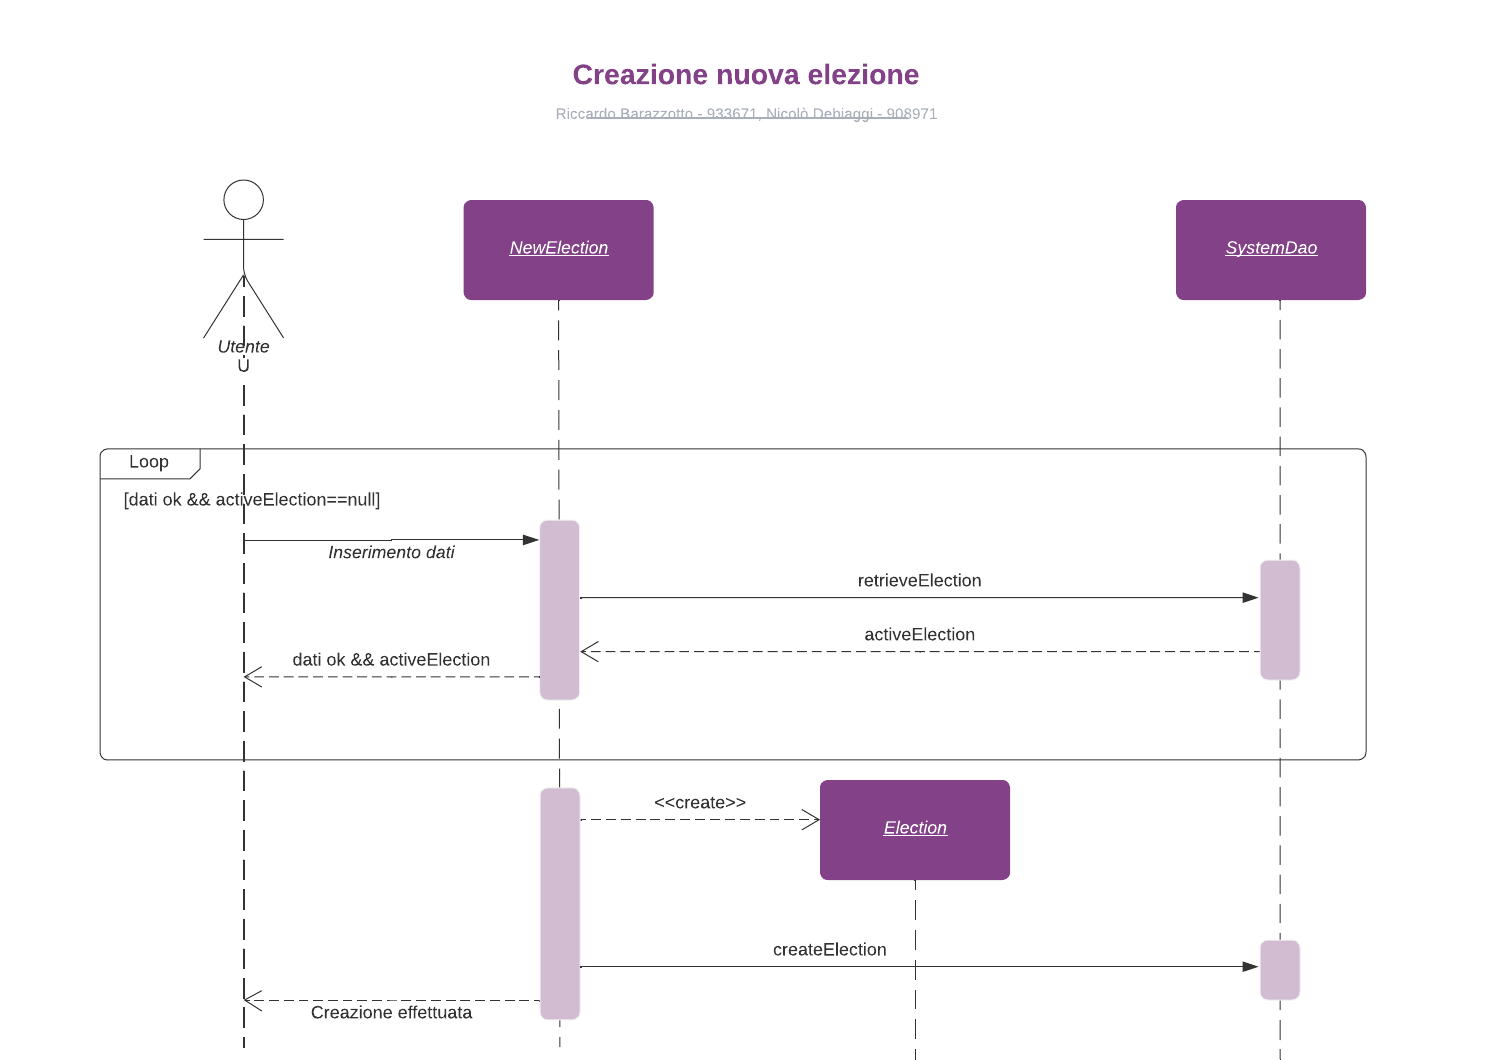 Creazione nuova elezione
Riccardo Barazzotto - 933671, Nicolò Debiaggi - 908971
NewElection
SystemDao
Utente
U
Loop
[dati ok && activeElection==null]
Inserimento dati
retrieveElection
activeElection
dati ok && activeElection
<<create>>
Election
createElection
Creazione effettuata